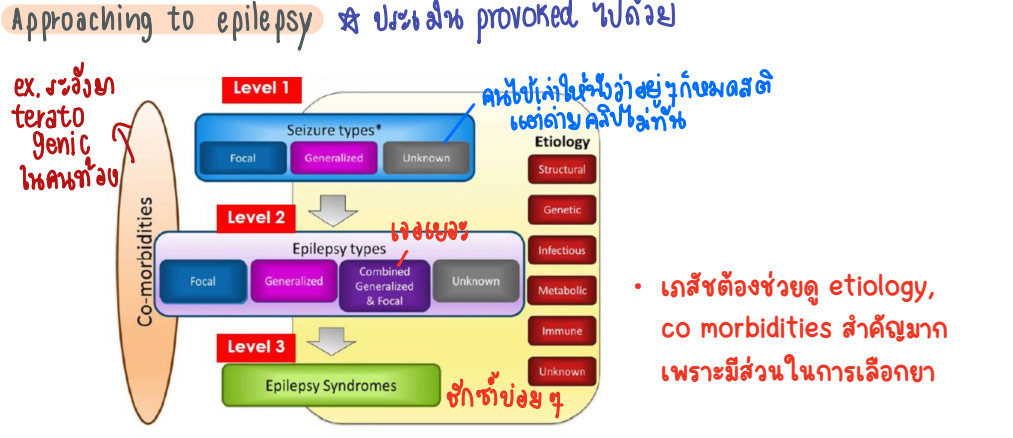 Approaching to epilepsy ☆ ประเมิน provoked ไปด้วย
ex. ระวังยา
terato
genic
ในคนท้อง
คนไข้เล่าให้ฟังว่าอยู่ๆก็หมดสติ
แต่ถ่ายคลิปไม่ทัน
Level 1
Seizure types*
Focal
Generalized
Unknown
Level 2
เจอเยอะ
Epilepsy types
Focal
Generalized
Combined
Generalized
& Focal
Unknown
Level 3
Epilepsy Syndromes
ชักซ้ำบ่อย ๆ
Co-morbidities
Etiology
Structural
Genetic
Infectious
Metabolic
Immune
Unknown
• เภสัชต้องช่วยดู etiology,
co morbidities สำคัญมาก
เพราะมีส่วนในการเลือกยา